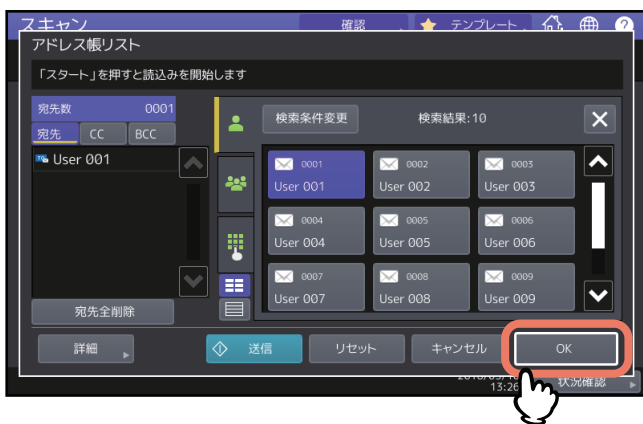 スキャン 確認 テンプレート ?
アドレス帳リスト
「スタート」を押すと読込みを開始します
宛先数 0001
宛先 CC BCC
TO User 001
宛先全削除
検索条件変更 検索結果:10
0001 0002 0003
User 001 User 002 User 003
0004 0005 0006
User 004 User 005 User 006
0007 0008 0009
User 007 User 008 User 009
詳細 送信 リセット キャンセル OK
13:26 状況確認